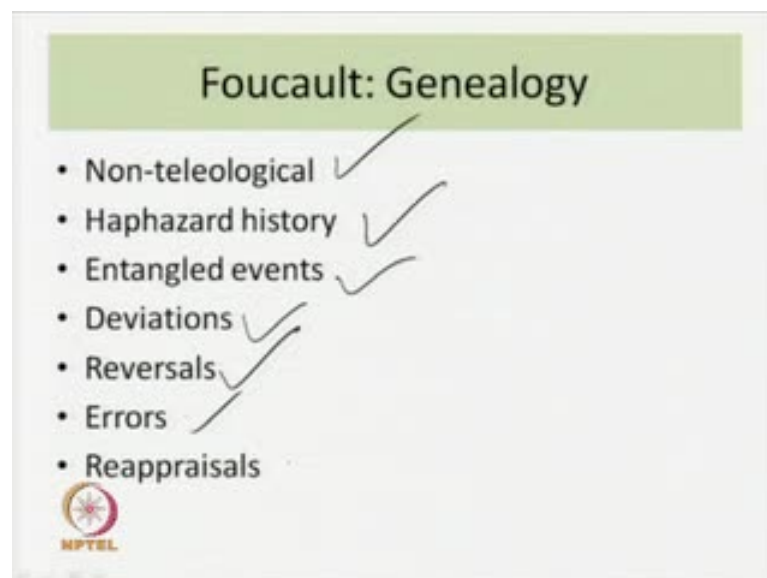 Foucault: Genealogy
• Non-teleological
• Haphazard history
• Entangled events
• Deviations
• Reversals
• Errors
• Reappraisals
NPTEL